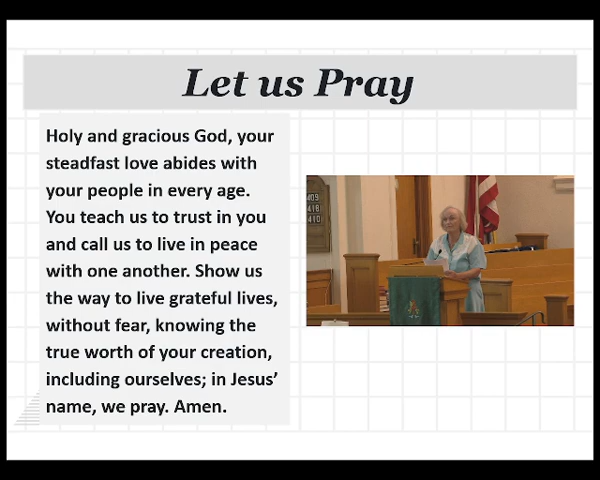 Let us Pray
Holy and gracious God, your
steadfast love abides with
your people in every age.
You teach us to trust in you
and call us to live in peace
with one another. Show us
the way to live grateful lives,
without fear, knowing the
true worth of your creation,
including ourselves; in Jesus’
name, we pray. Amen.
409
418
410